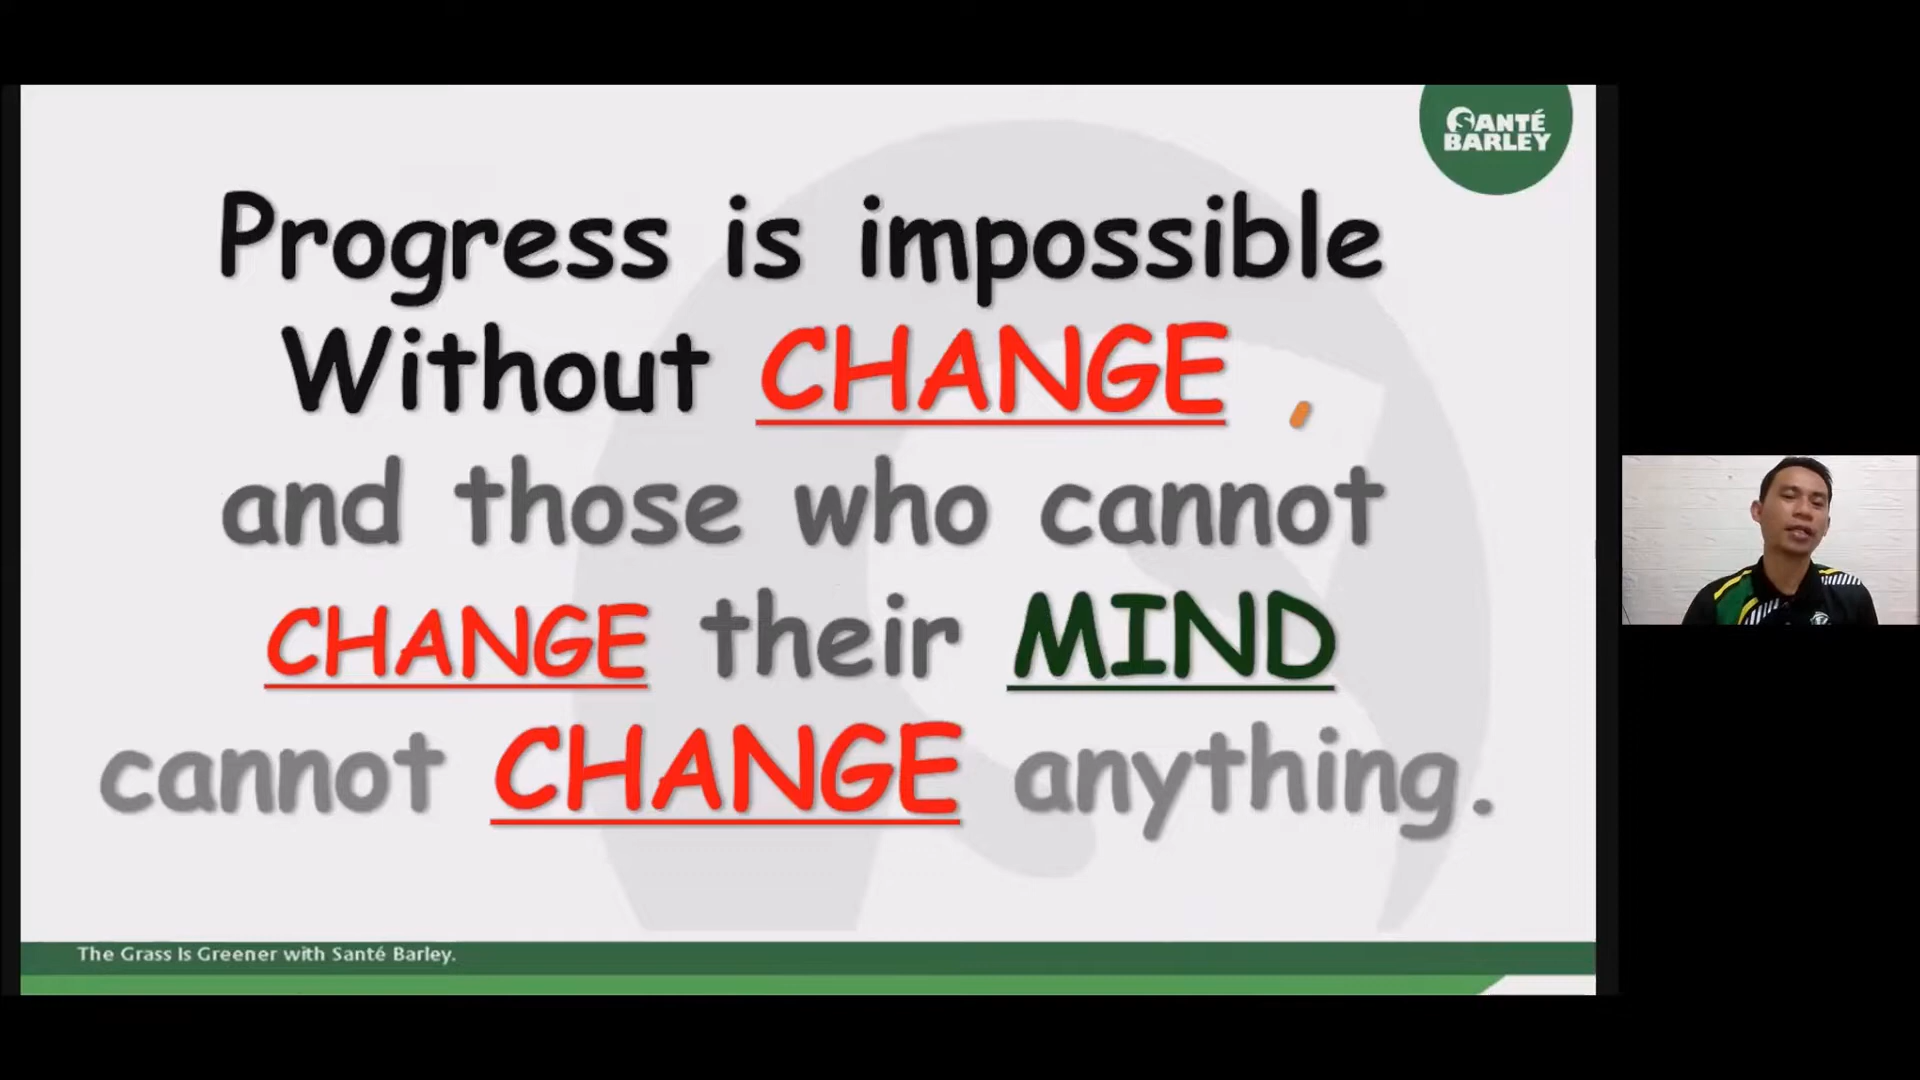 SANTÉ
BARLEY
Progress is impossible
Without CHANGE ,
and those who cannot
CHANGE their MIND
cannot CHANGE anything.
The Grass Is Greener with Santé Barley.